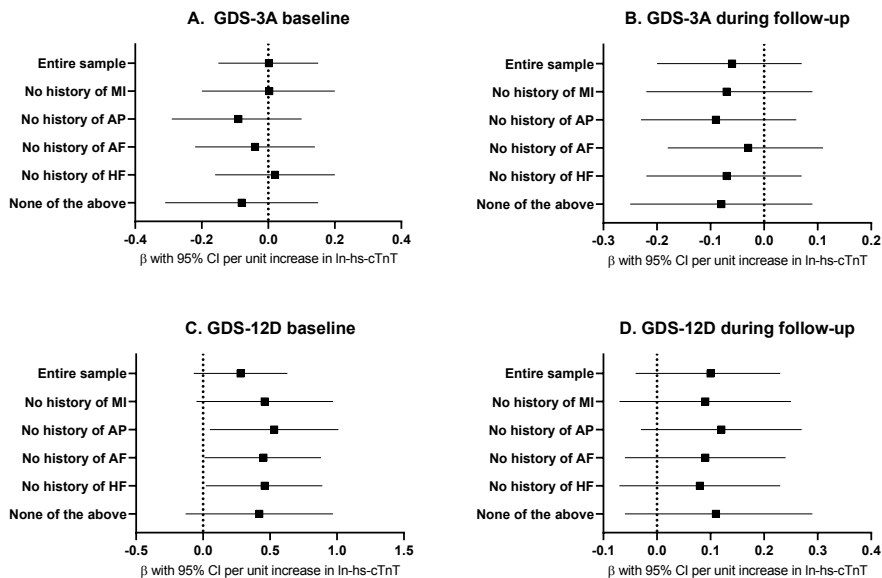 A. GDS-3A baseline
Entire sample
No history of MI
No history of AP
No history of AF
No history of HF
None of the above
-0.4 -0.2 0.0 0.2 0.4
β with 95% CI per unit increase in ln-hs-cTnT
B. GDS-3A during follow-up
Entire sample
No history of MI
No history of AP
No history of AF
No history of HF
None of the above
-0.3 -0.2 -0.1 0.0 0.1 0.2
β with 95% CI per unit increase in ln-hs-cTnT
C. GDS-12D baseline
Entire sample
No history of MI
No history of AP
No history of AF
No history of HF
None of the above
-0.5 0.0 0.5 1.0 1.5
β with 95% CI per unit increase in ln-hs-cTnT
D. GDS-12D during follow-up
Entire sample
No history of MI
No history of AP
No history of AF
No history of HF
None of the above
-0.1 0.0 0.1 0.2 0.3 0.4
β with 95% CI per unit increase in ln-hs-cTnT